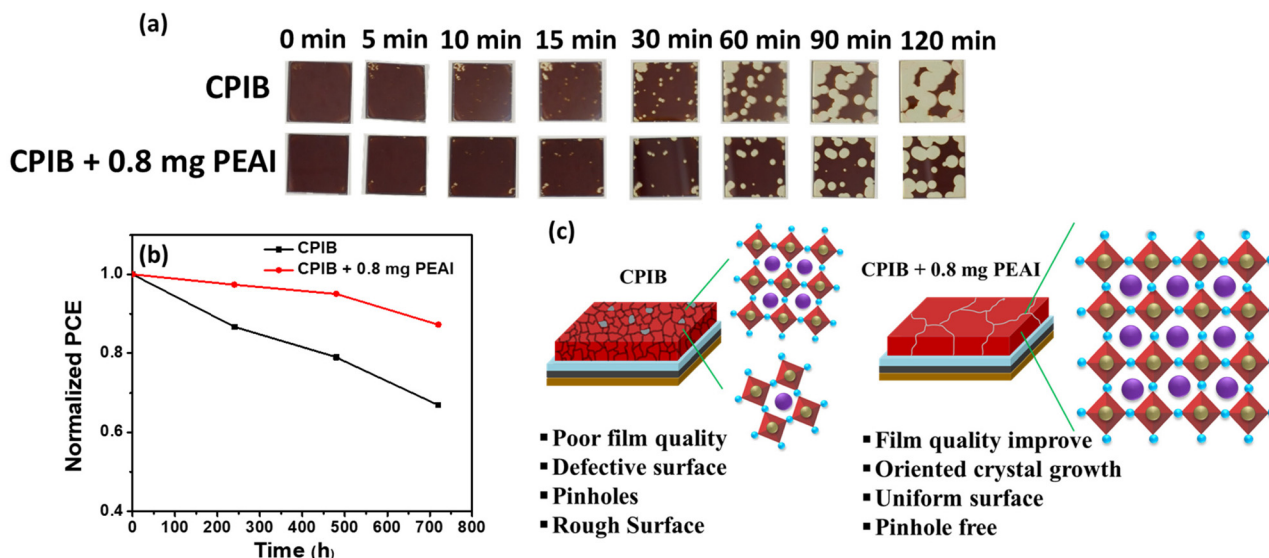 (a)
0 min 5 min 10 min 15 min 30 min 60 min 90 min 120 min
CPIB
CPIB + 0.8 mg PEAI
(b)
CPIB
CPIB + 0.8 mg PEAI
Normalized PCE
1.0
0.8
0.6
0.4
0 100 200 300 400 500 600 700 800
Time (h)
(c)
CPIB
▪ Poor film quality
▪ Defective surface
▪ Pinholes
▪ Rough Surface
CPIB + 0.8 mg PEAI
▪ Film quality improve
▪ Oriented crystal growth
▪ Uniform surface
▪ Pinhole free